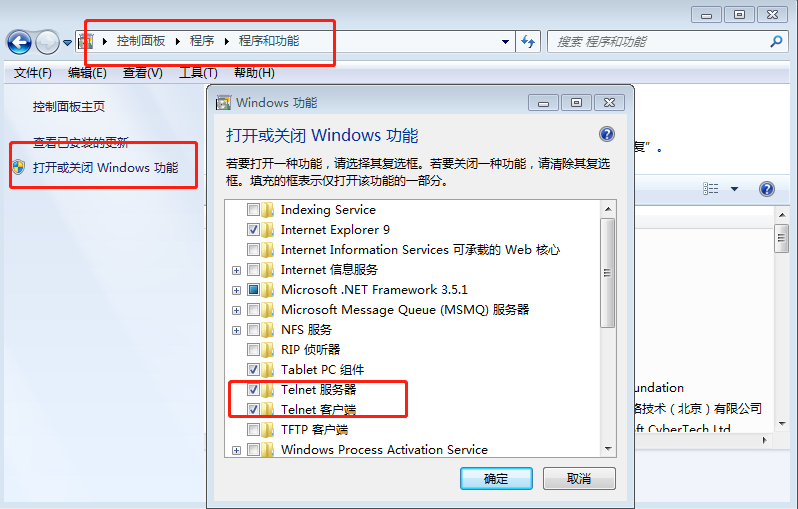 控制面板 程序 程序和功能
搜索 程序和功能
文件(F) 编辑(E) 查看(V) 工具(T) 帮助(H)
控制面板主页
查看已安装的更新
打开或关闭 Windows 功能
复”。
Windows 功能
打开或关闭 Windows 功能
若要打开一种功能，请选择其复选框。若要关闭一种功能，请清除其复选
框。填充的框表示仅打开该功能的一部分。
Indexing Service
Internet Explorer 9
Internet Information Services 可承载的 Web 核心
Internet 信息服务
Microsoft .NET Framework 3.5.1
Microsoft Message Queue (MSMQ) 服务器
NFS 服务
RIP 侦听器
Tablet PC 组件
Telnet 服务器
Telnet 客户端
TFTP 客户端
Windows Process Activation Service
确定 取消
undation
络技术（北京）有限公司
ft CyberTech Ltd